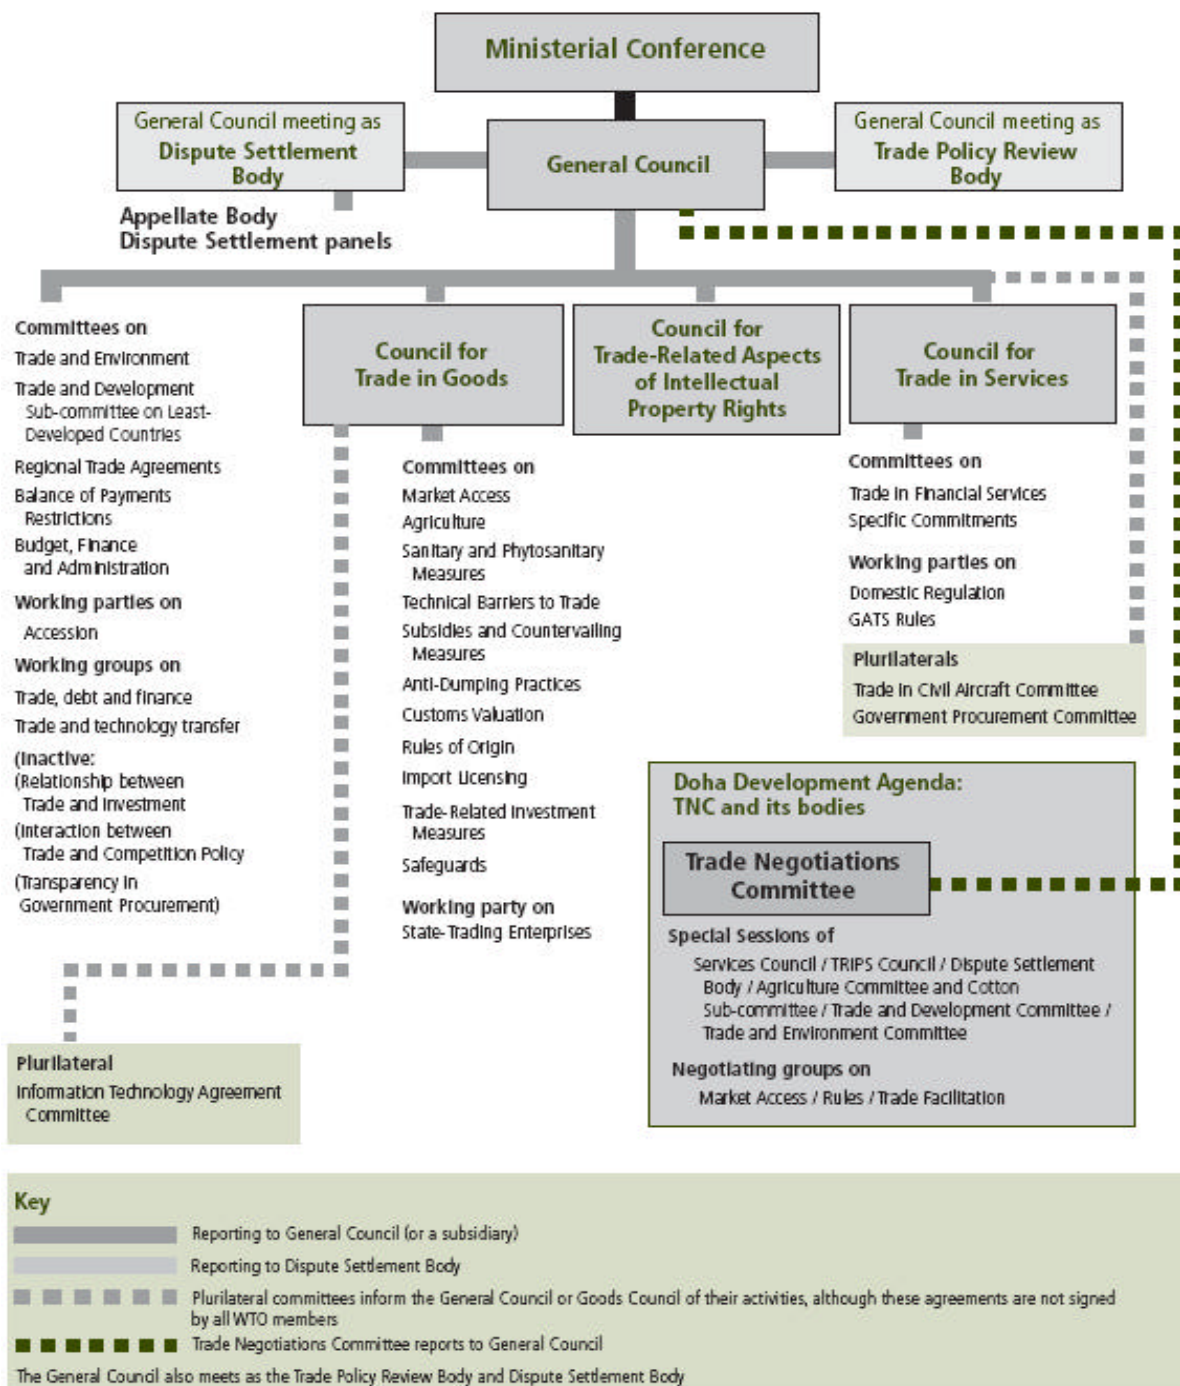 Ministerial Conference
General Council meeting as
Dispute Settlement
Body
General Council
General Council meeting as
Trade Policy Review
Body
Appellate Body
Dispute Settlement panels
Committees on
Trade and Environment
Trade and Development
Sub-committee on Least-
Developed Countries
Regional Trade Agreements
Balance of Payments
Restrictions
Budget, Finance
and Administration
Working parties on
Accession
Working groups on
Trade, debt and finance
Trade and technology transfer
(Inactive:
(Relationship between
Trade and Investment
(Interaction between
Trade and Competition Policy
(Transparency in
Government Procurement)
Council for
Trade in Goods
Committees on
Market Access
Agriculture
Sanitary and Phytosanitary
Measures
Technical Barriers to Trade
Subsidies and Countervailing
Measures
Anti-Dumping Practices
Customs Valuation
Rules of Origin
Import Licensing
Trade-Related Investment
Measures
Safeguards
Working party on
State-Trading Enterprises
Council for
Trade-Related Aspects
of Intellectual
Property Rights
Council for
Trade in Services
Committees on
Trade in Financial Services
Specific Commitments
Working parties on
Domestic Regulation
GATS Rules
Plurilaterals
Trade in Civil Aircraft Committee
Government Procurement Committee
Doha Development Agenda:
TNC and its bodies
Trade Negotiations
Committee
Special Sessions of
Services Council / TRIPS Council / Dispute Settlement
Body / Agriculture Committee and Cotton
Sub-committee / Trade and Development Committee /
Trade and Environment Committee
Negotiating groups on
Market Access / Rules / Trade Facilitation
Plurilateral
Information Technology Agreement
Committee
Key
Reporting to General Council (or a subsidiary)
Reporting to Dispute Settlement Body
Plurilateral committees inform the General Council or Goods Council of their activities, although these agreements are not signed
by all WTO members
Trade Negotiations Committee reports to General Council
The General Council also meets as the Trade Policy Review Body and Dispute Settlement Body